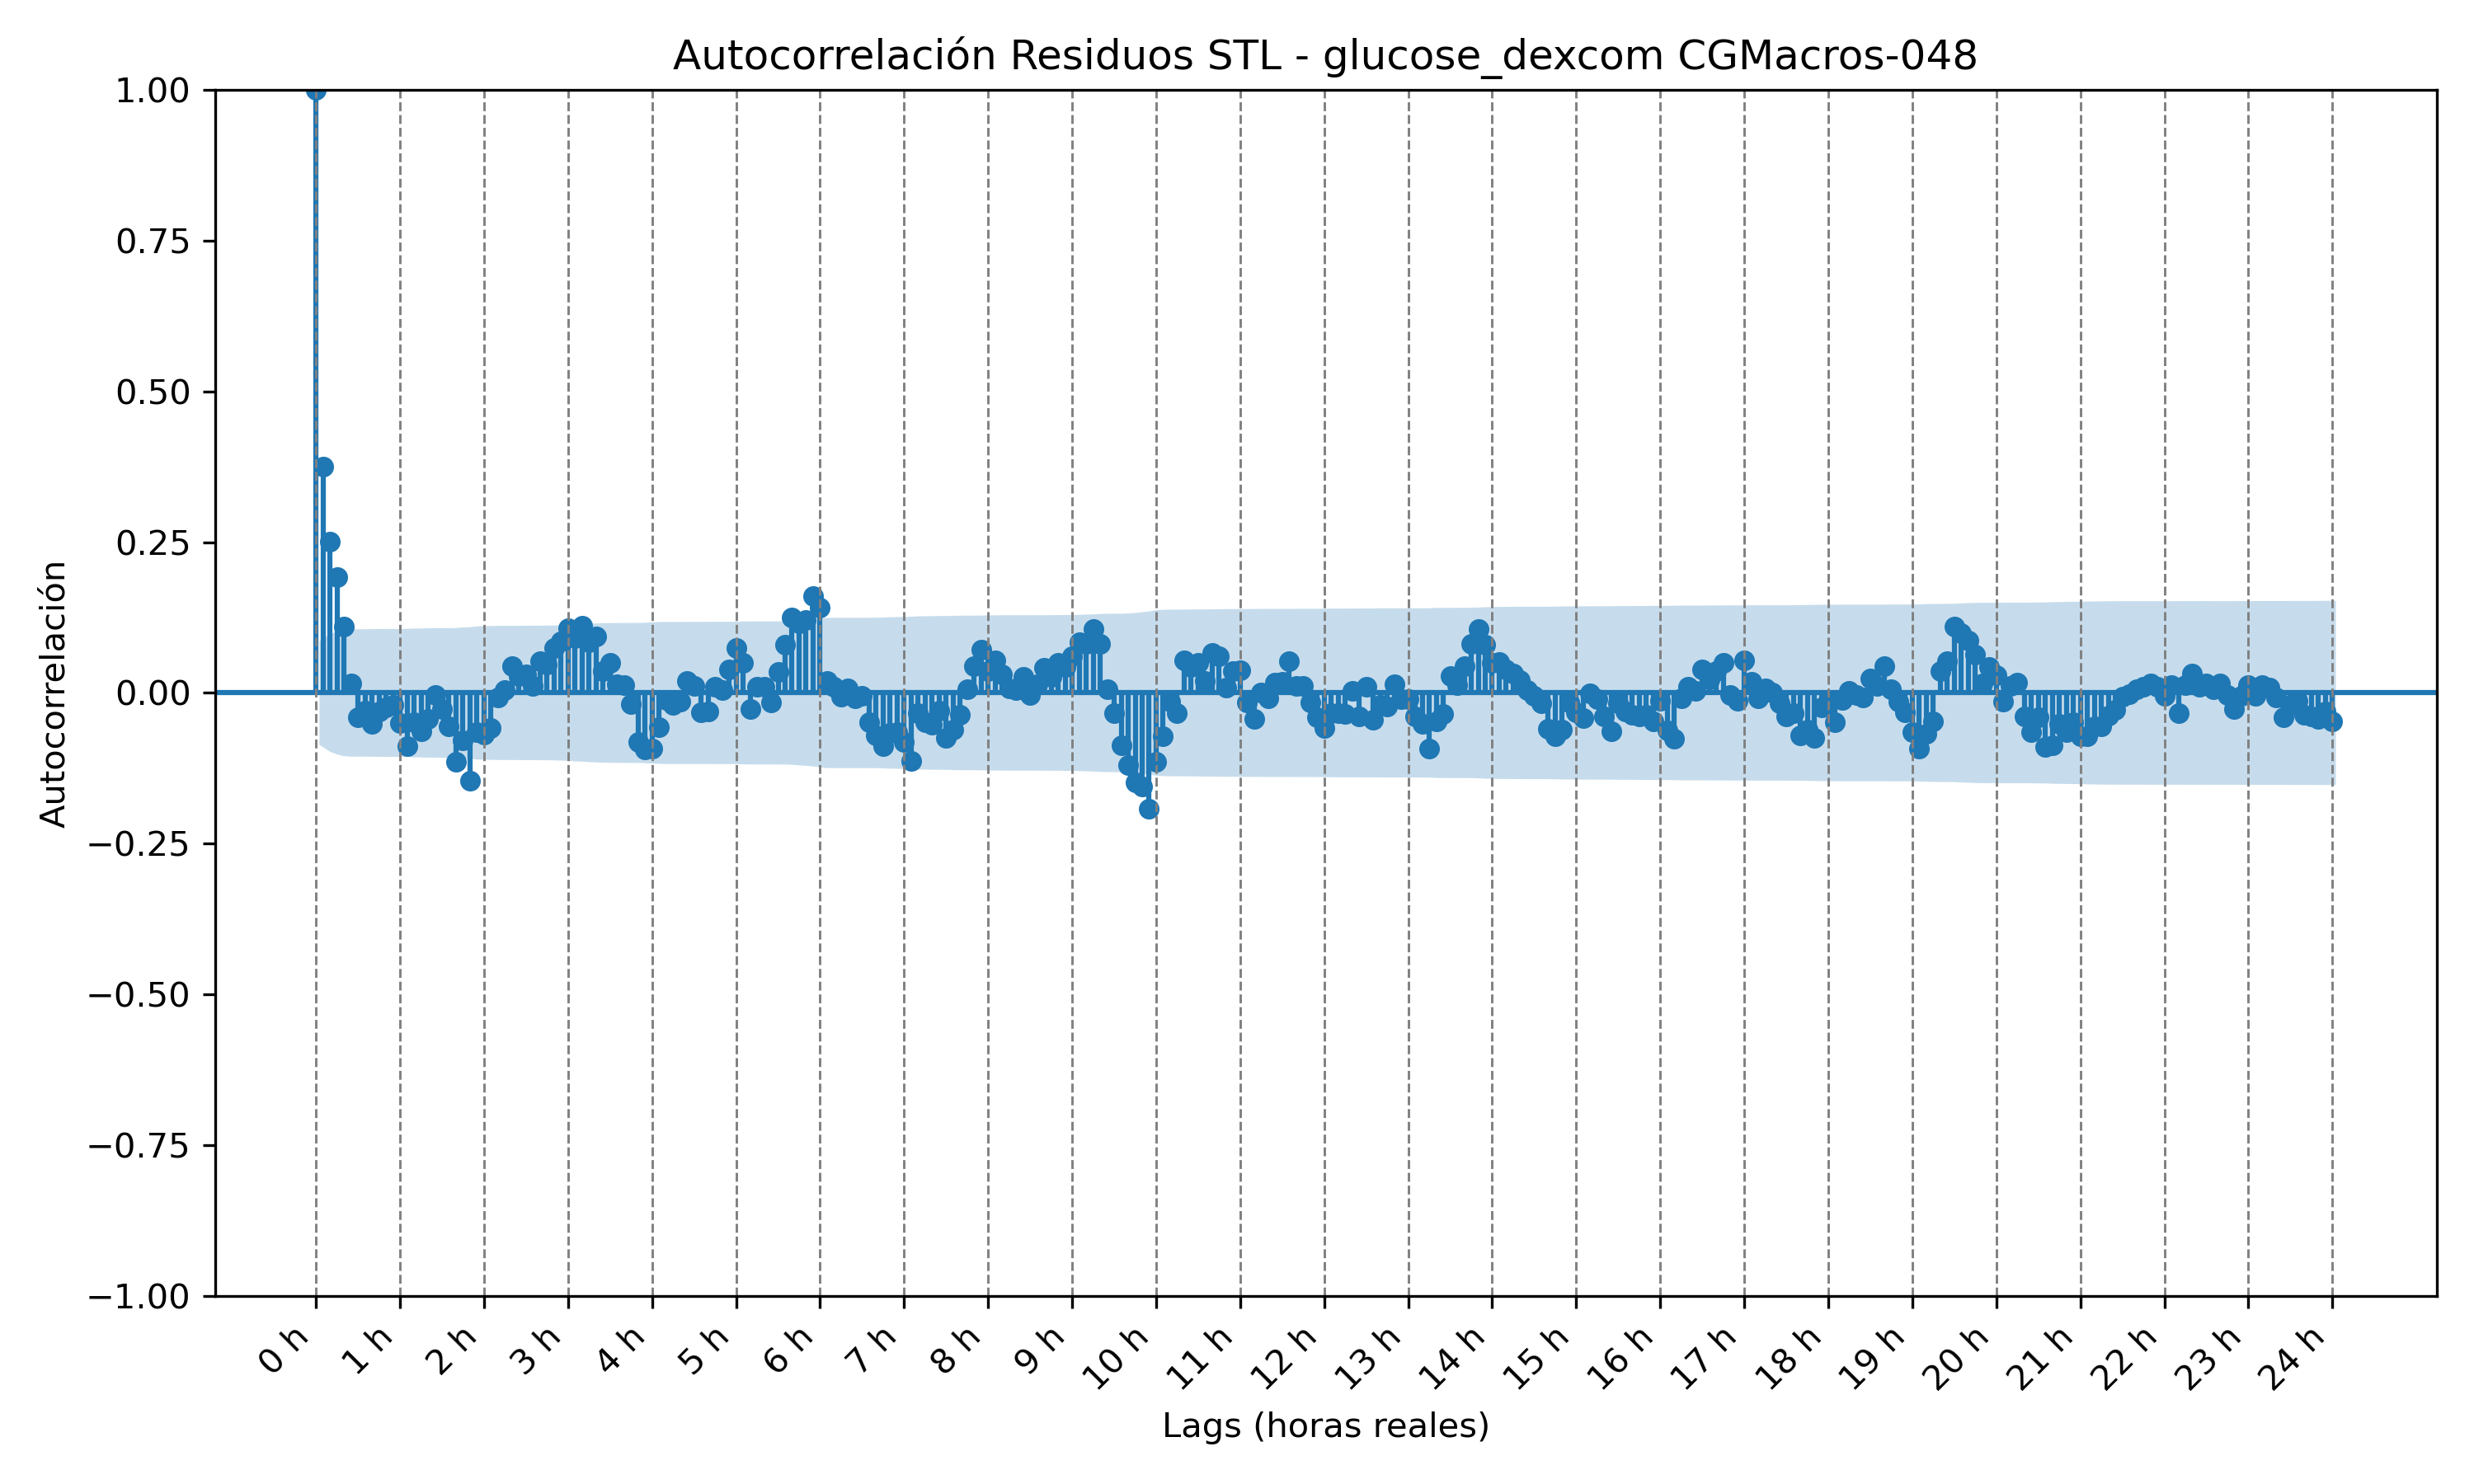 Autocorrelación Residuos STL - glucose_dexcom CGMacros-048
Autocorrelación
1.00
0.75
0.50
0.25
0.00
−0.25
−0.50
−0.75
−1.00
0 h
1 h
2 h
3 h
4 h
5 h
6 h
7 h
8 h
9 h
10 h
11 h
12 h
13 h
14 h
15 h
16 h
17 h
18 h
19 h
20 h
21 h
22 h
23 h
24 h
Lags (horas reales)